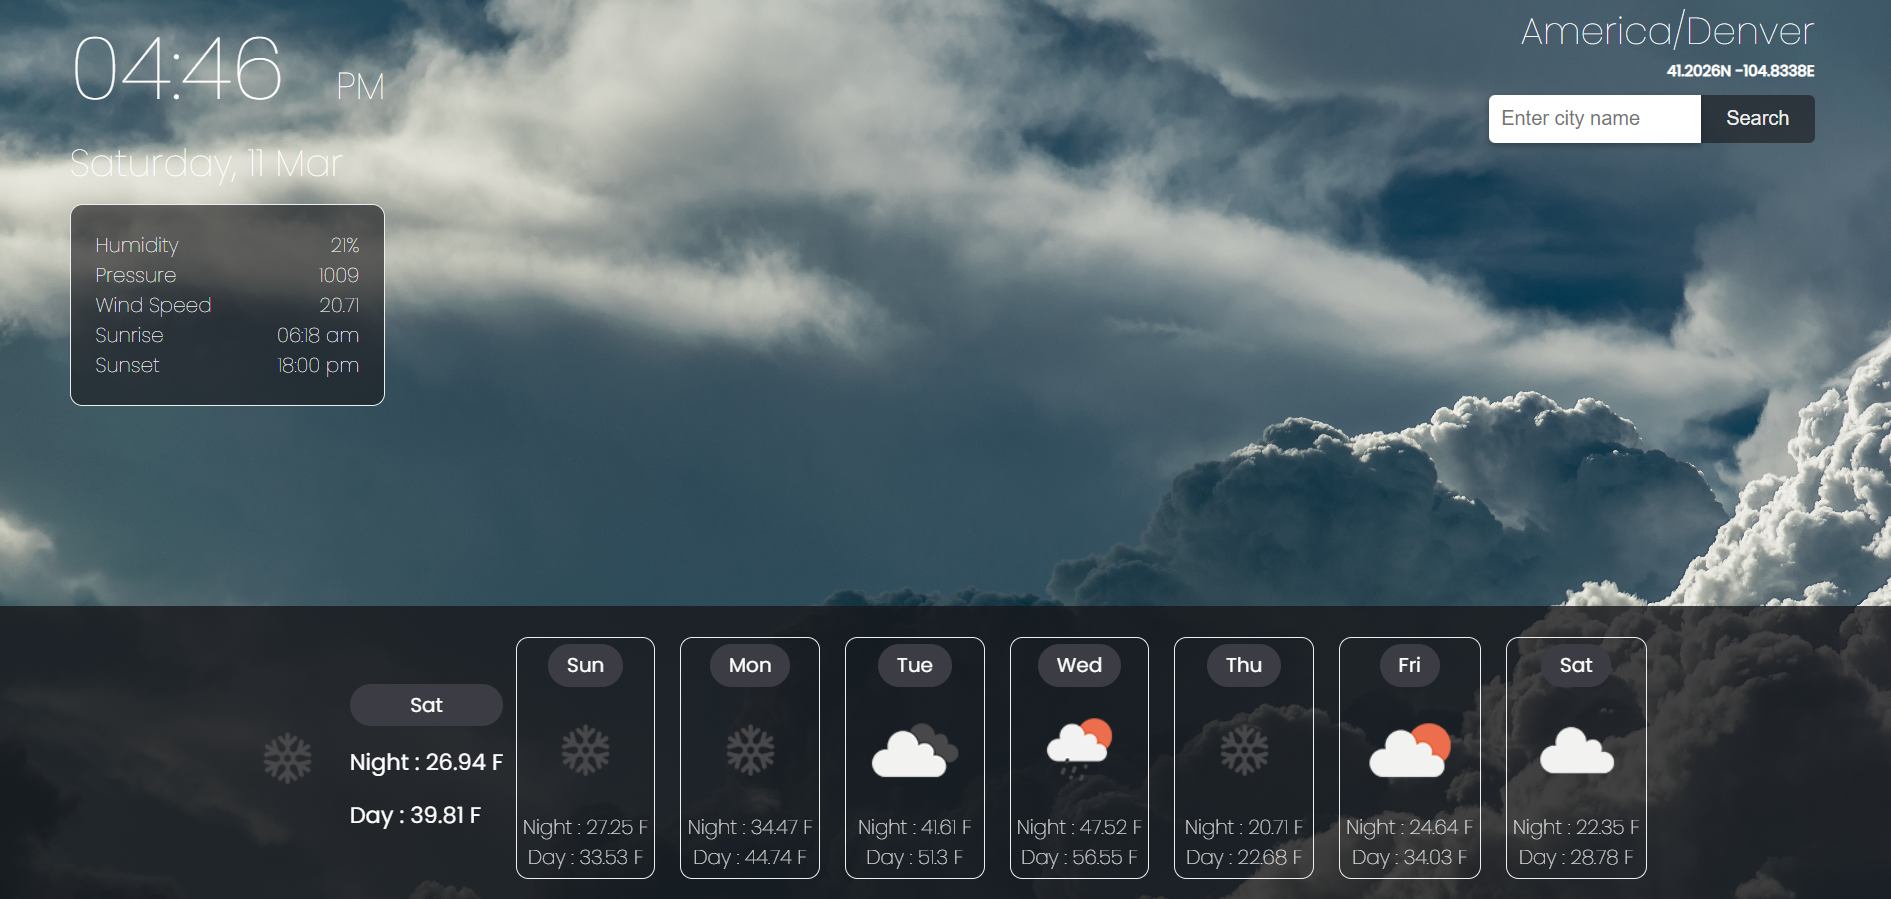 04:46 PM
Saturday, 11 Mar
Humidity 21%
Pressure 1009
Wind Speed 20.71
Sunrise 06:18 am
Sunset 18:00 pm
America/Denver
41.2026N -104.8338E
Enter city name Search
Sat
Night : 26.94 F
Day : 39.81 F
Sun
Night : 27.25 F
Day : 33.53 F
Mon
Night : 34.47 F
Day : 44.74 F
Tue
Night : 41.61 F
Day : 51.3 F
Wed
Night : 47.52 F
Day : 56.55 F
Thu
Night : 20.71 F
Day : 22.68 F
Fri
Night : 24.64 F
Day : 34.03 F
Sat
Night : 22.35 F
Day : 28.78 F